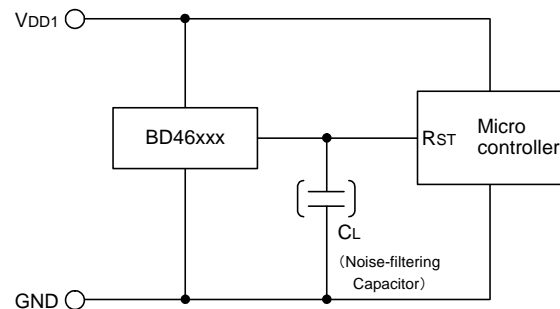 VDD1
BD46xxx
RST
Micro
controller
CL
（Noise-filtering
Capacitor）
GND